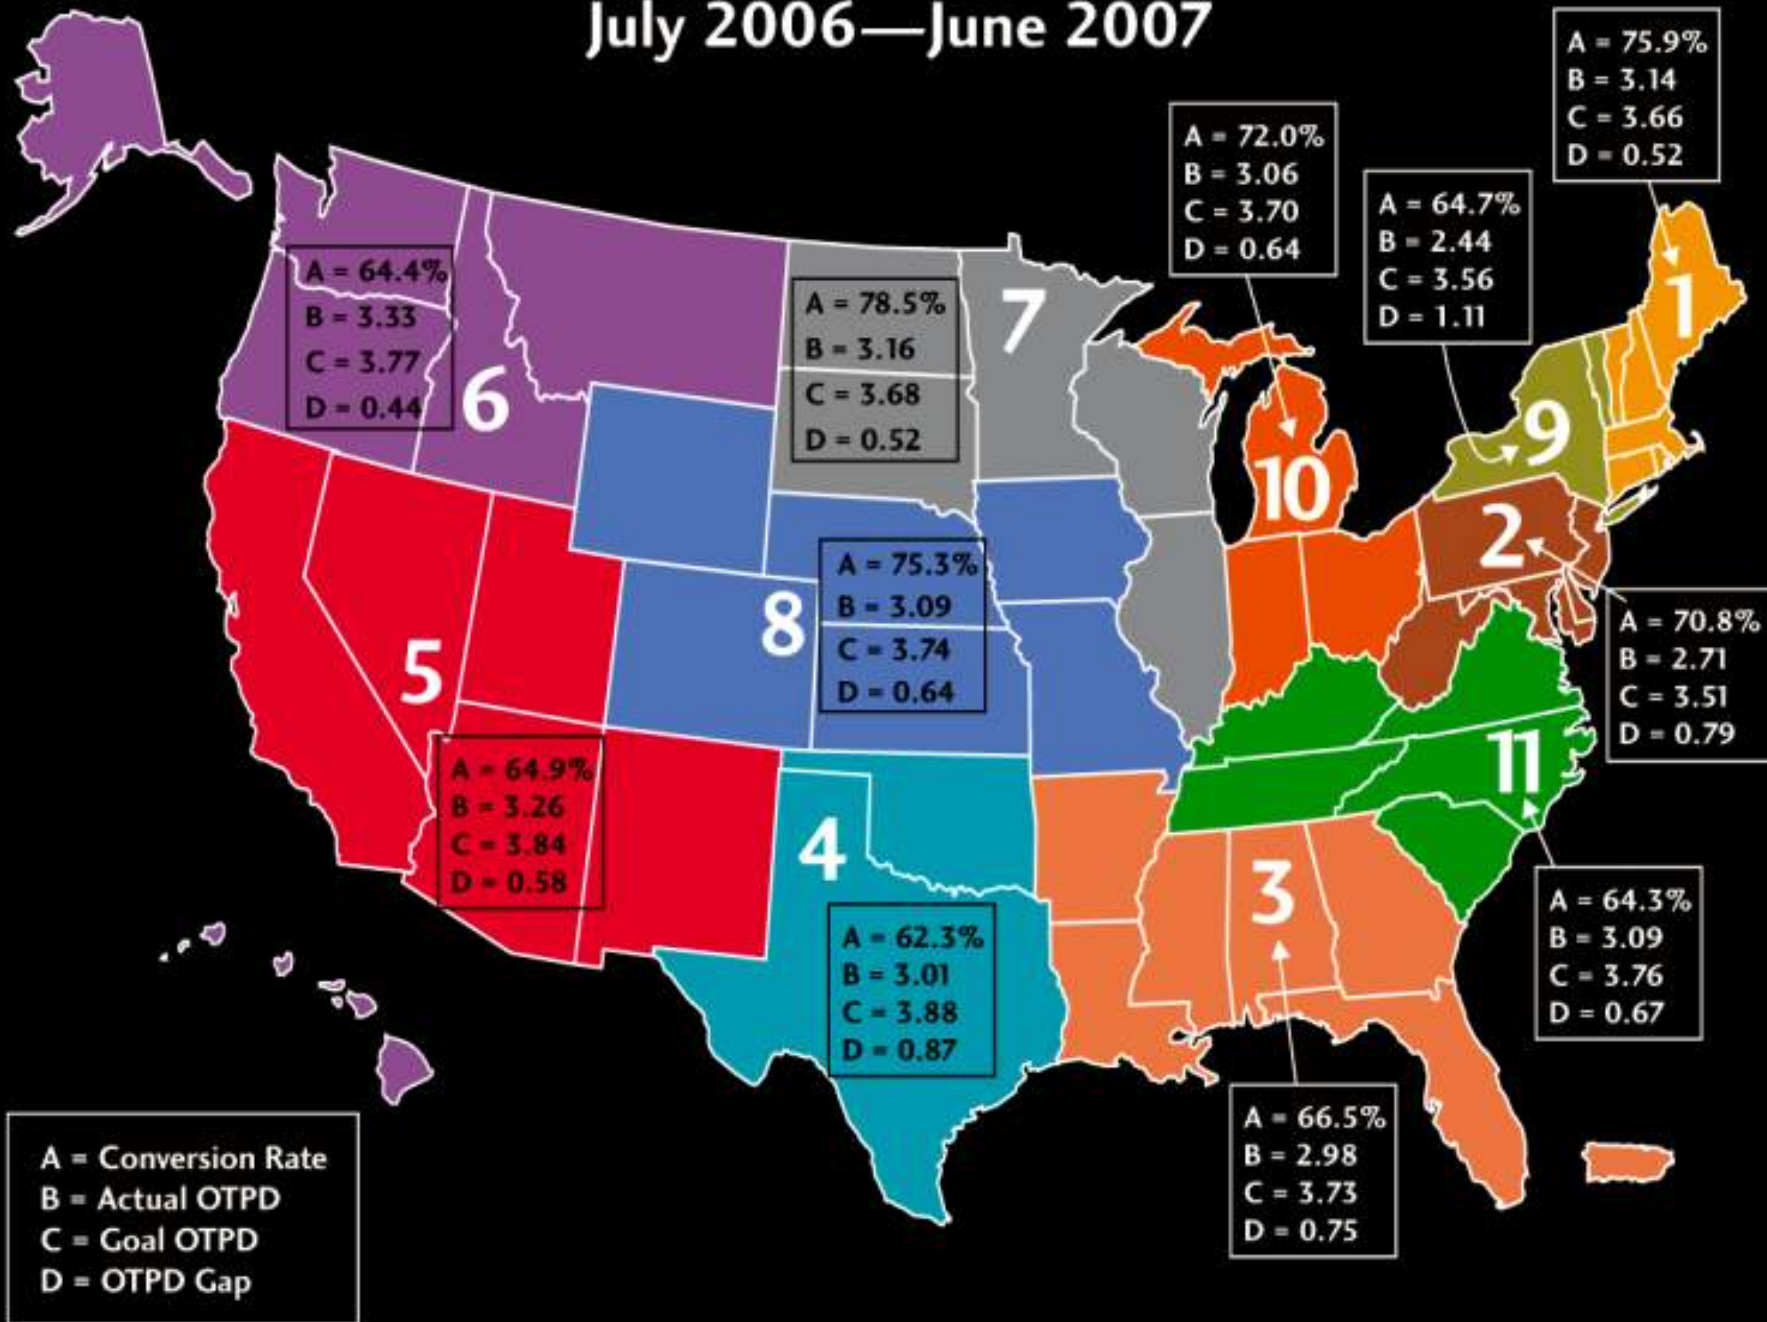 July 2006—June 2007
A = 75.9%
B = 3.14
C = 3.66
D = 0.52
A = 72.0%
B = 3.06
C = 3.70
D = 0.64
A = 64.7%
B = 2.44
C = 3.56
D = 1.11
A = 64.4%
B = 3.33
C = 3.77
D = 0.44
6
A = 78.5%
B = 3.16
C = 3.68
D = 0.52
7
1
9
10
2
A = 75.3%
B = 3.09
C = 3.74
D = 0.64
8
A = 70.8%
B = 2.71
C = 3.51
D = 0.79
5
A = 64.9%
B = 3.26
C = 3.84
D = 0.58
11
4
3
A = 62.3%
B = 3.01
C = 3.88
D = 0.87
A = 64.3%
B = 3.09
C = 3.76
D = 0.67
A = 66.5%
B = 2.98
C = 3.73
D = 0.75
A = Conversion Rate
B = Actual OTPD
C = Goal OTPD
D = OTPD Gap